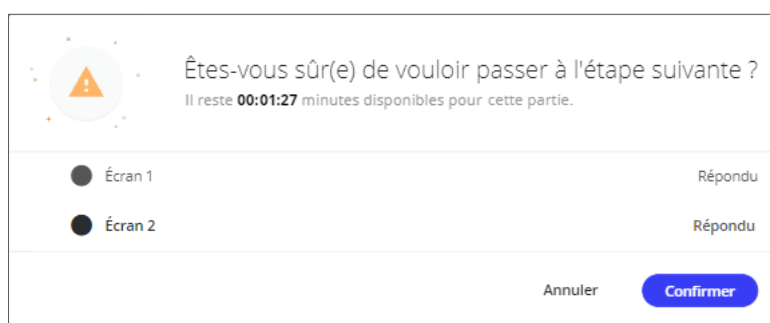 Êtes-vous sûr(e) de vouloir passer à l'étape suivante ?
Il reste 00:01:27 minutes disponibles pour cette partie.
Écran 1 Répondu
Écran 2 Répondu
Annuler Confirmer